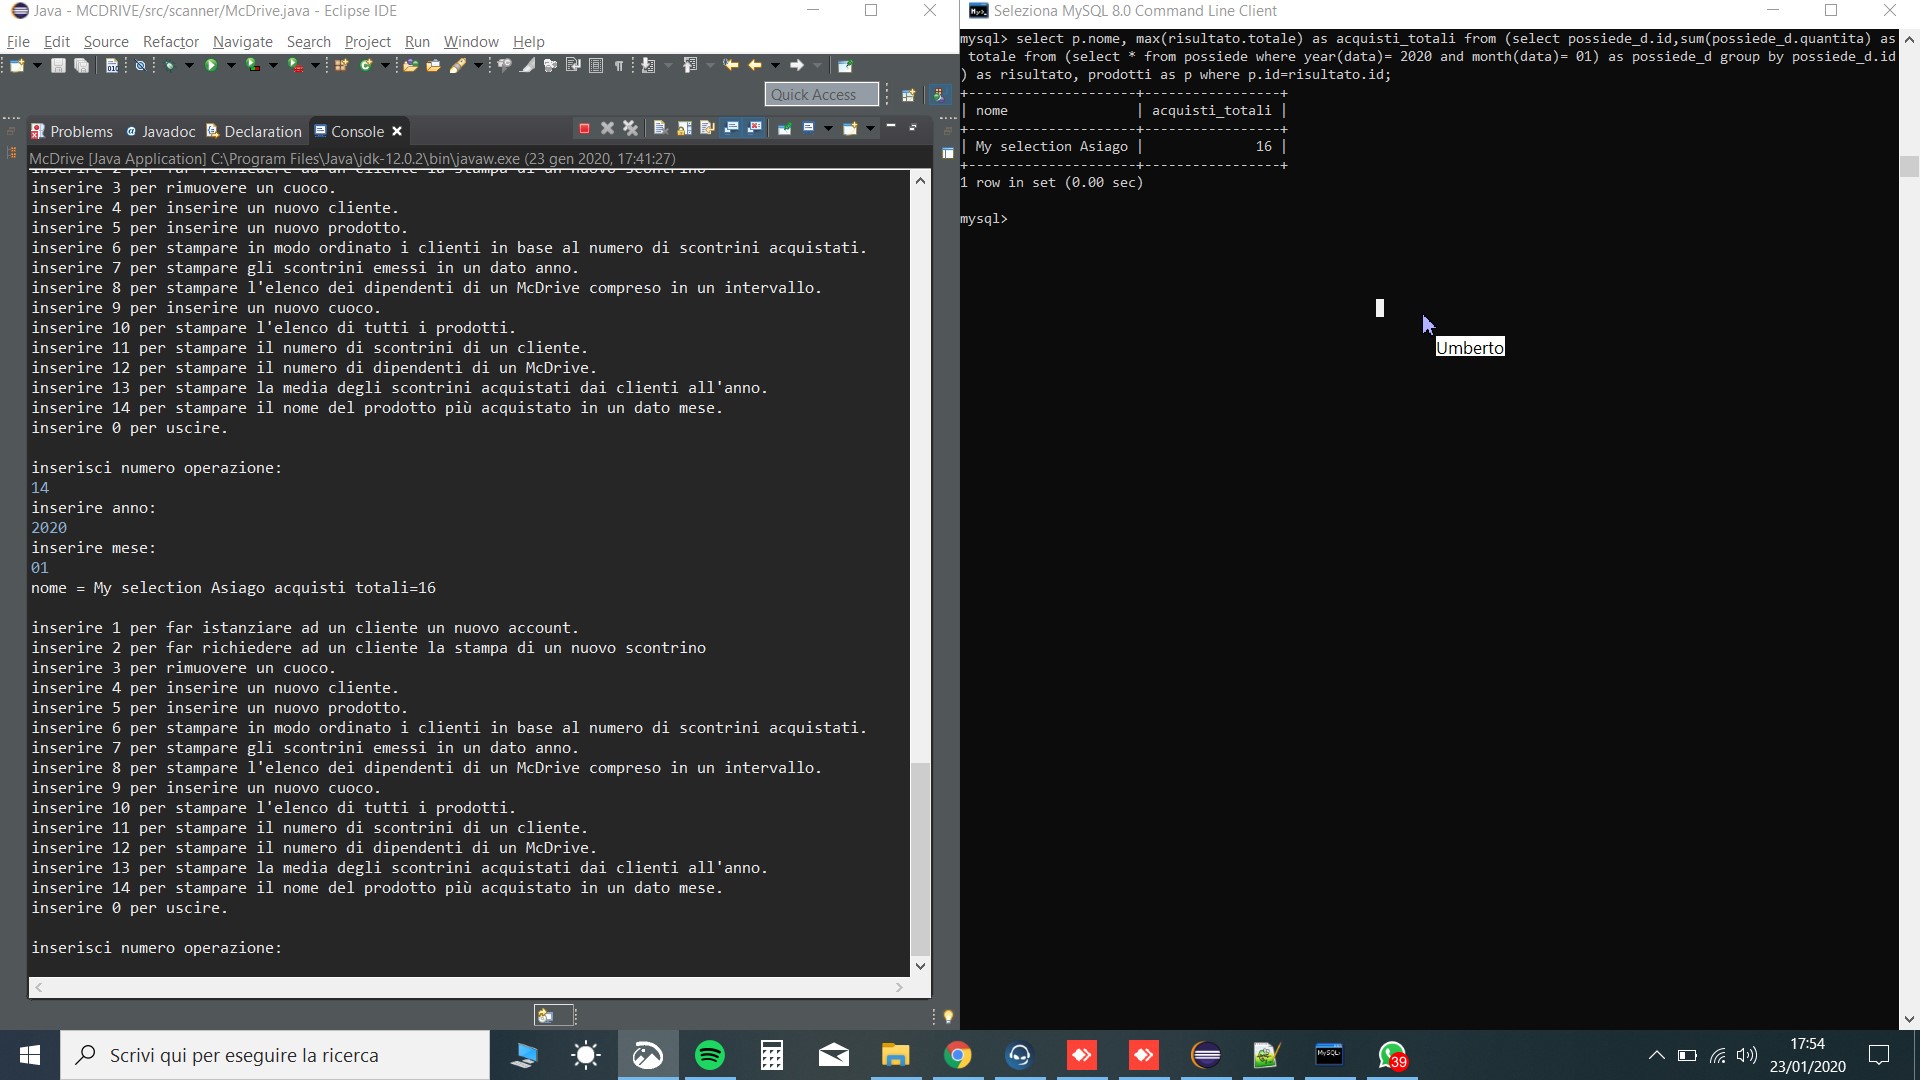 Java - MCDRIVE/src/scanner/McDrive.java - Eclipse IDE
File Edit Source Refactor Navigate Search Project Run Window Help
Quick Access
Problems Javadoc Declaration Console
McDrive [Java Application] C:\Program Files\Java\jdk-12.0.2\bin\javaw.exe (23 gen 2020, 17:41:27)
inserire 2 per far richiedere ad un cliente la stampa di un nuovo scontrino
inserire 3 per rimuovere un cuoco.
inserire 4 per inserire un nuovo cliente.
inserire 5 per inserire un nuovo prodotto.
inserire 6 per stampare in modo ordinato i clienti in base al numero di scontrini acquistati.
inserire 7 per stampare gli scontrini emessi in un dato anno.
inserire 8 per stampare l'elenco dei dipendenti di un McDrive compreso in un intervallo.
inserire 9 per inserire un nuovo cuoco.
inserire 10 per stampare l'elenco di tutti i prodotti.
inserire 11 per stampare il numero di scontrini di un cliente.
inserire 12 per stampare il numero di dipendenti di un McDrive.
inserire 13 per stampare la media degli scontrini acquistati dai clienti all'anno.
inserire 14 per stampare il nome del prodotto più acquistato in un dato mese.
inserire 0 per uscire.
inserisci numero operazione:
14
inserire anno:
2020
inserire mese:
01
nome = My selection Asiago acquisti totali=16
inserire 1 per far istanziare ad un cliente un nuovo account.
inserire 2 per far richiedere ad un cliente la stampa di un nuovo scontrino
inserire 3 per rimuovere un cuoco.
inserire 4 per inserire un nuovo cliente.
inserire 5 per inserire un nuovo prodotto.
inserire 6 per stampare in modo ordinato i clienti in base al numero di scontrini acquistati.
inserire 7 per stampare gli scontrini emessi in un dato anno.
inserire 8 per stampare l'elenco dei dipendenti di un McDrive compreso in un intervallo.
inserire 9 per inserire un nuovo cuoco.
inserire 10 per stampare l'elenco di tutti i prodotti.
inserire 11 per stampare il numero di scontrini di un cliente.
inserire 12 per stampare il numero di dipendenti di un McDrive.
inserire 13 per stampare la media degli scontrini acquistati dai clienti all'anno.
inserire 14 per stampare il nome del prodotto più acquistato in un dato mese.
inserire 0 per uscire.
inserisci numero operazione:
Seleziona MySQL 8.0 Command Line Client
mysql> select p.nome, max(risultato.totale) as acquisti_totali from (select possiede_d.id,sum(possiede_d.quantita) as
totale from (select * from possiede where year(data)= 2020 and month(data)= 01) as possiede_d group by possiede_d.id
) as risultato, prodotti as p where p.id=risultato.id;
+-------------------+-----------------+
| nome | acquisti_totali |
+-------------------+-----------------+
| My selection Asiago | 16 |
+-------------------+-----------------+
1 row in set (0.00 sec)
mysql>
Umberto
Scrivi qui per eseguire la ricerca
MySQL
39
17:54
23/01/2020